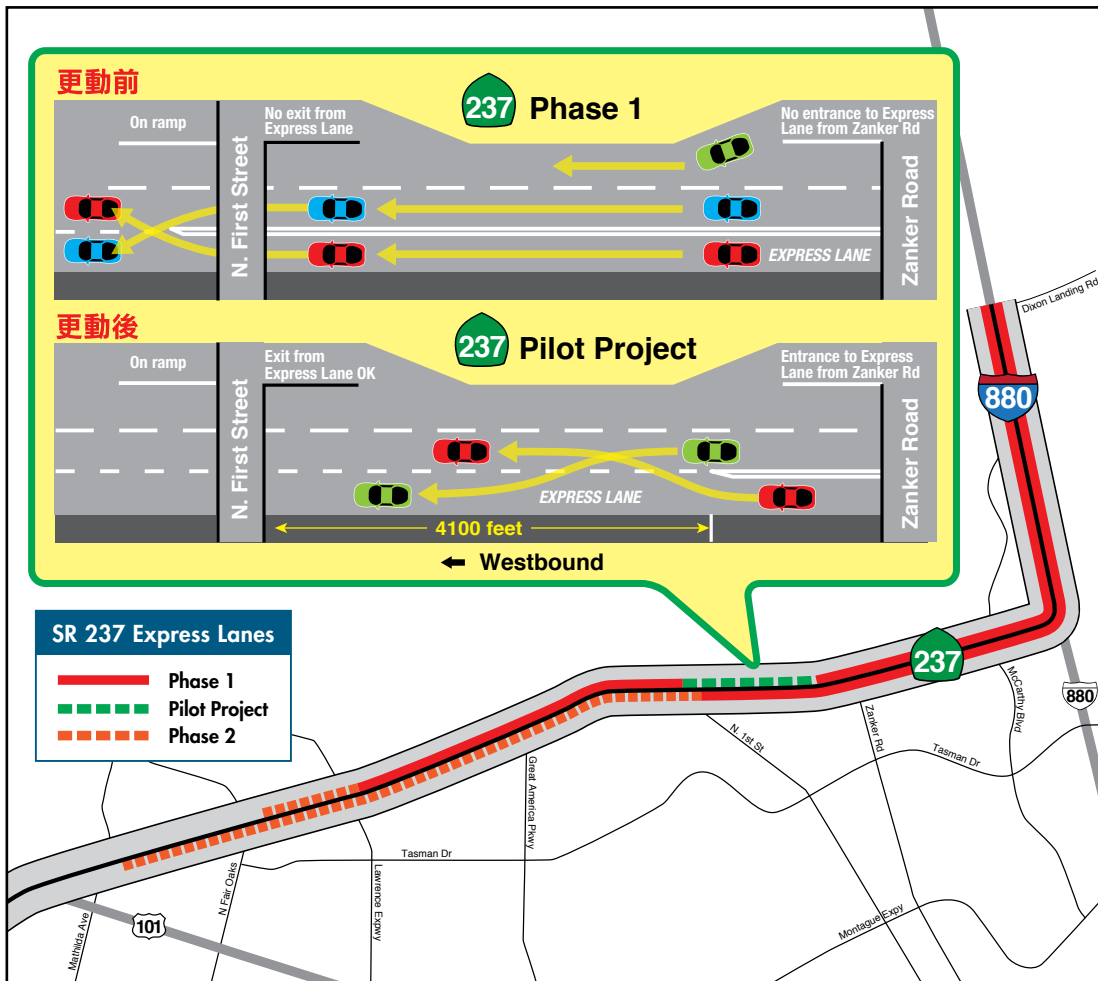 更動前
237 Phase 1
On ramp
No exit from
Express Lane
No entrance to Express
Lane from Zanker Rd
N. First Street
Zanker Road
EXPRESS LANE
更動後
237 Pilot Project
On ramp
Exit from
Express Lane OK
Entrance to Express
Lane from Zanker Rd
N. First Street
Zanker Road
EXPRESS LANE
4100 feet
Westbound
Dixon Landing Rd
880
SR 237 Express Lanes
Phase 1
Pilot Project
Phase 2
237
McCarthy Blvd
880
Zanker Rd
N. 1st St
Tasman Dr
Great America Pkwy
Tasman Dr
Lawrence Expwy
N Fair Oaks
Mathilda Ave
101
Montague Expy